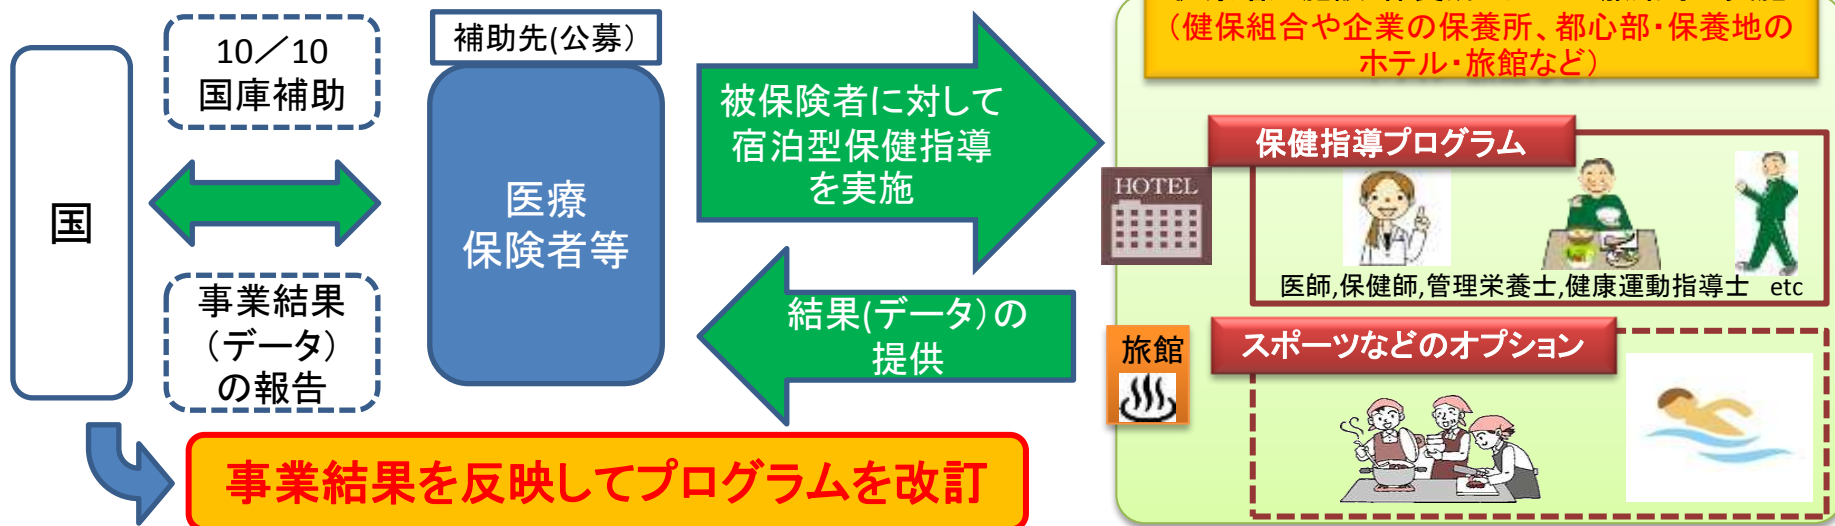 国
10／10
国庫補助
事業結果
（データ）
の報告
補助先(公募）
医療
保険者等
被保険者に対して
宿泊型保健指導
を実施
結果(データ）の
提供
事業結果を反映してプログラムを改訂
（健保組合や企業の保養所、都心部・保養地の
ホテル・旅館など）
HOTEL
保健指導プログラム
医師,保健師,管理栄養士,健康運動指導士　etc
旅館
スポーツなどのオプション